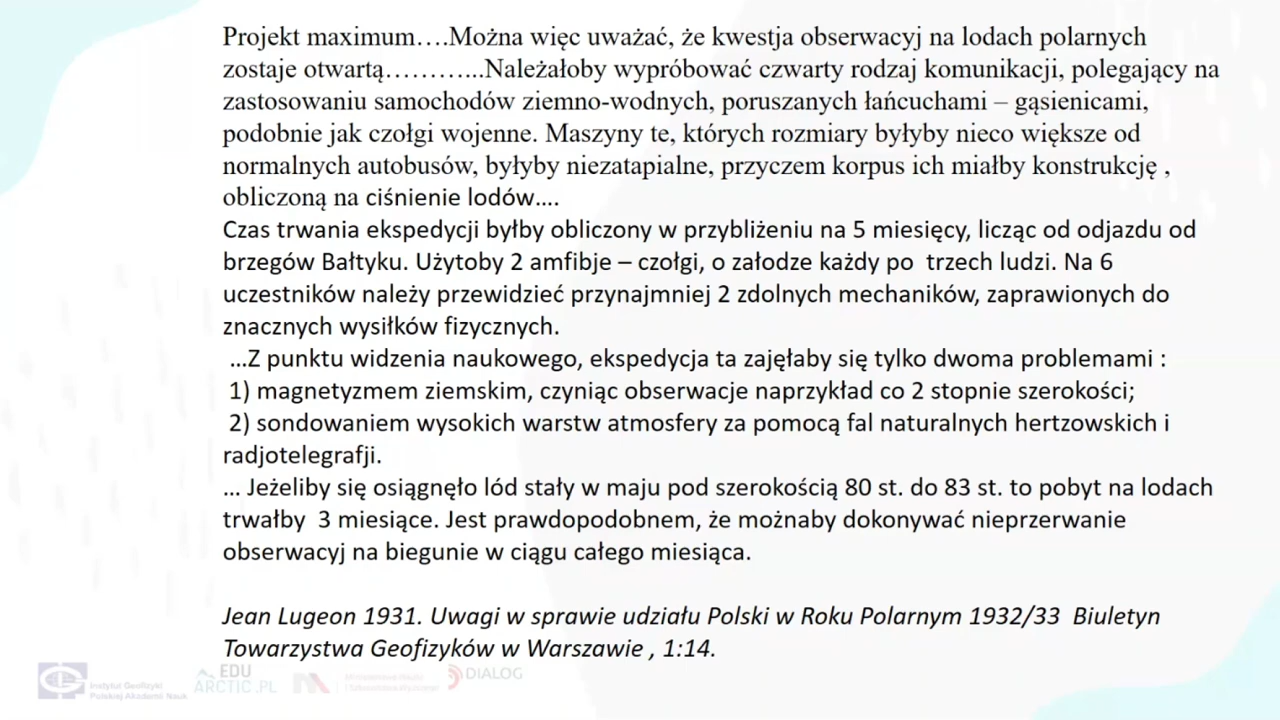 Projekt maximum….Można więc uważać, że kwestja obserwacyj na lodach polarnych
zostaje otwartą………...Należałoby wypróbować czwarty rodzaj komunikacji, polegający na
zastosowaniu samochodów ziemno-wodnych, poruszanych łańcuchami – gąsienicami,
podobnie jak czołgi wojenne. Maszyny te, których rozmiary byłyby nieco większe od
normalnych autobusów, byłyby niezatapialne, przyczem korpus ich miałby konstrukcję ,
obliczoną na ciśnienie lodów….
Czas trwania ekspedycji byłby obliczony w przybliżeniu na 5 miesięcy, licząc od odjazdu od
brzegów Bałtyku. Użytoby 2 amfibje – czołgi, o załodze każdy po  trzech ludzi. Na 6
uczestników należy przewidzieć przynajmniej 2 zdolnych mechaników, zaprawionych do
znacznych wysiłków fizycznych.
…Z punktu widzenia naukowego, ekspedycja ta zajęłaby się tylko dwoma problemami :
1) magnetyzmem ziemskim, czyniąc obserwacje naprzykład co 2 stopnie szerokości;
2) sondowaniem wysokich warstw atmosfery za pomocą fal naturalnych hertzowskich i
radjotelegrafji.
… Jeżeliby się osiągnęło lód stały w maju pod szerokością 80 st. do 83 st. to pobyt na lodach
trwałby  3 miesiące. Jest prawdopodobnem, że możnaby dokonywać nieprzerwanie
obserwacyj na biegunie w ciągu całego miesiąca.
Jean Lugeon 1931. Uwagi w sprawie udziału Polski w Roku Polarnym 1932/33  Biuletyn
Towarzystwa Geofizyków w Warszawie , 1:14.
Instytut Geofizyki
Polskiej Akademii Nauk
EDU
ARCTIC.PL
DIALOG